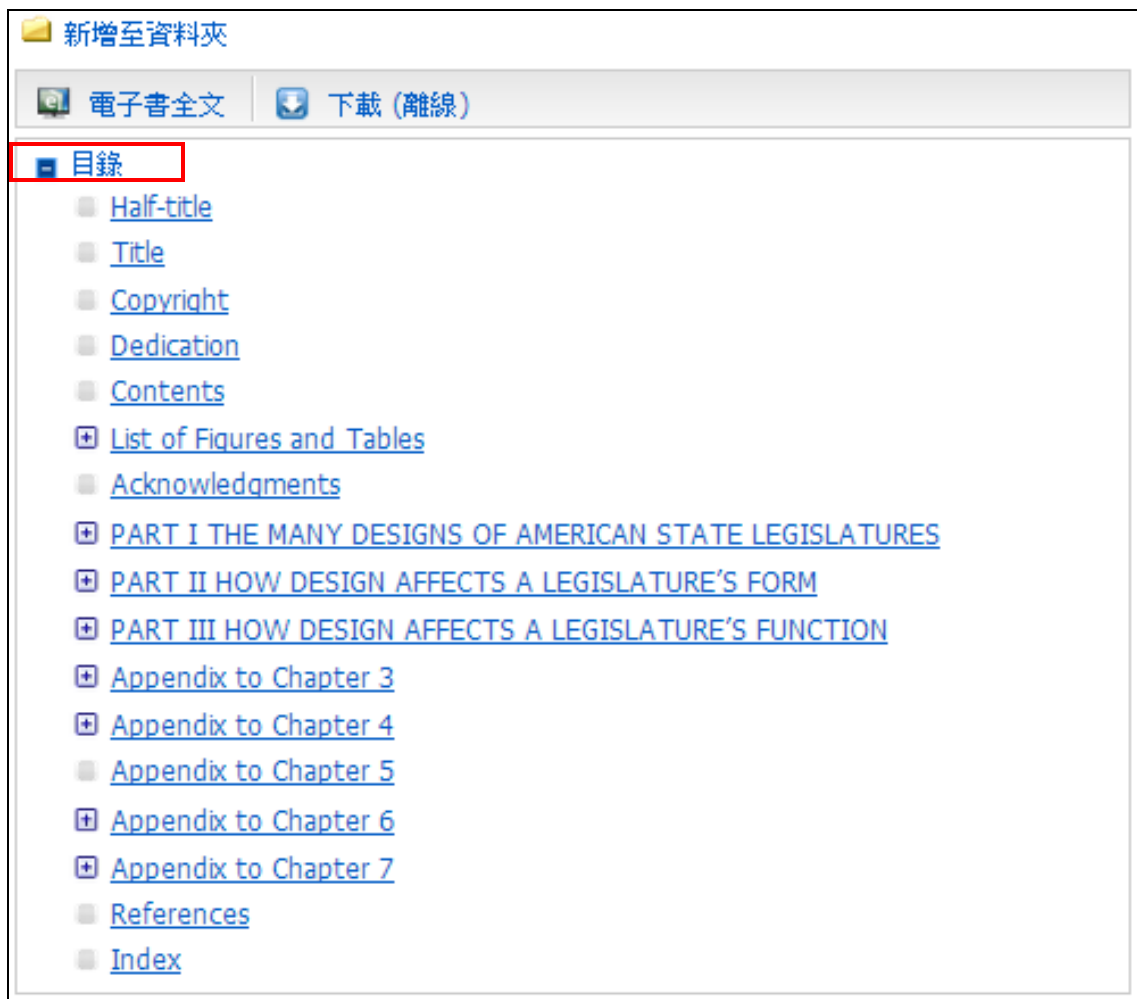 新增至資料夾
電子書全文 下載 (離線)
目錄
Half-title
Title
Copyright
Dedication
Contents
List of Figures and Tables
Acknowledgments
PART I THE MANY DESIGNS OF AMERICAN STATE LEGISLATURES
PART II HOW DESIGN AFFECTS A LEGISLATURE'S FORM
PART III HOW DESIGN AFFECTS A LEGISLATURE'S FUNCTION
Appendix to Chapter 3
Appendix to Chapter 4
Appendix to Chapter 5
Appendix to Chapter 6
Appendix to Chapter 7
References
Index